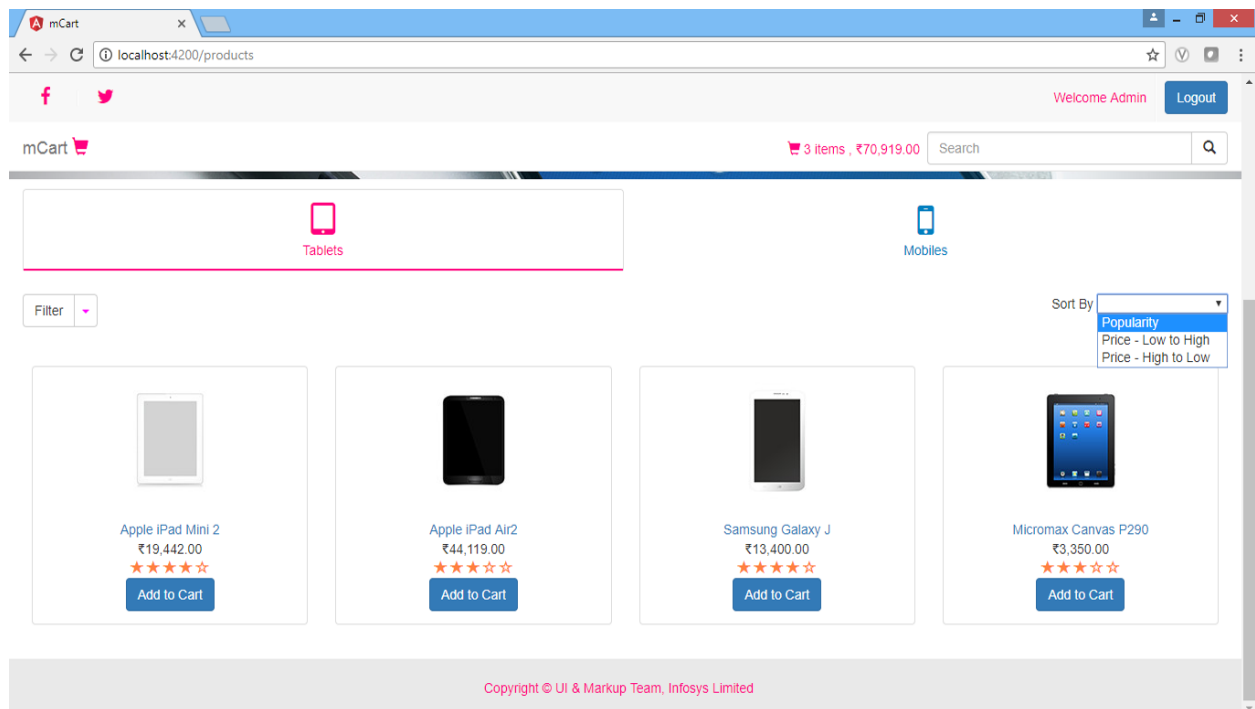 mCart
localhost:4200/products
Welcome Admin Logout
mCart 3 items , ₹70,919.00 Search
Tablets Mobiles
Filter Sort By
Popularity
Price - Low to High
Price - High to Low
Apple iPad Mini 2
₹19,442.00
Add to Cart
Apple iPad Air2
₹44,119.00
Add to Cart
Samsung Galaxy J
₹13,400.00
Add to Cart
Micromax Canvas P290
₹3,350.00
Add to Cart
Copyright © UI & Markup Team, Infosys Limited